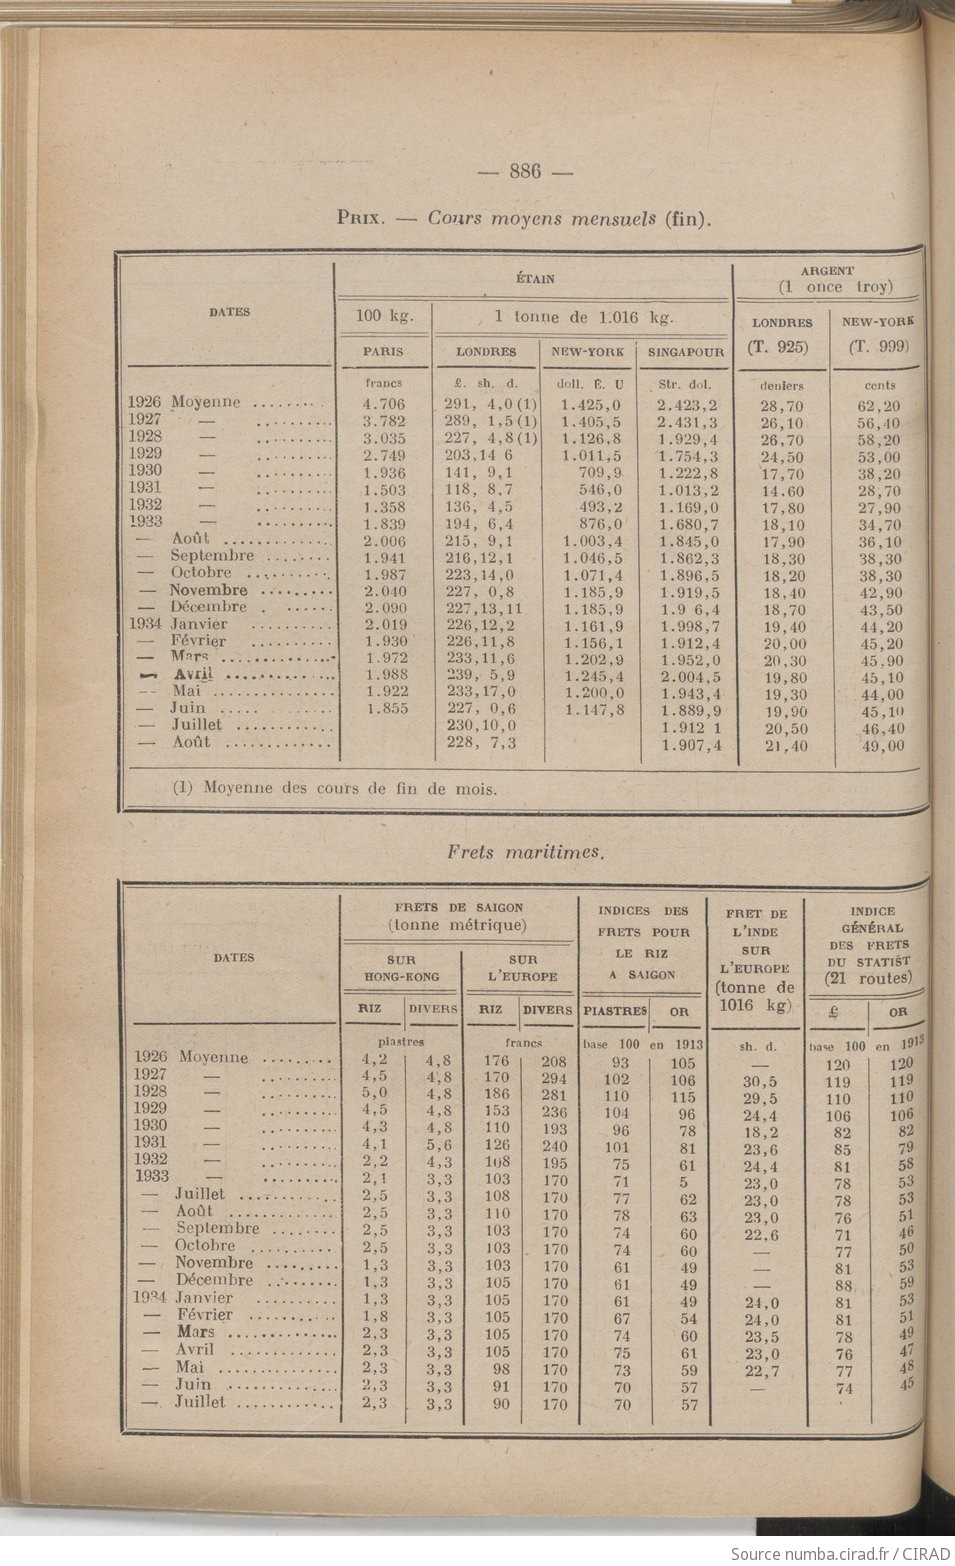 — 886 —
PRIX. — Cours moyens mensuels (fin).
DATES ÉTAIN ARGENT (1 once troy)
100 kg. 1 tonne de 1.016 kg. LONDRES (T. 925) NEW-YORK (T. 999)
PARIS LONDRES NEW-YORK SINGAPOUR
francs £. sh. d. doll. É. U Str. dol. deniers cents
1926 Moyenne ......... 4.706 291, 4,0(1) 1.425,0 2.423,2 28,70 62,20
1927 — ......... 3.782 289, 1,5(1) 1.405,5 2.431,3 26,10 56,40
1928 — ......... 3.035 227, 4,8(1) 1.126,8 1.929,4 26,70 58,20
1929 — ......... 2.749 203,14 6 1.011,5 1.754,3 24,50 53,00
1930 — ......... 1.936 141, 9,1 709,9 1.222,8 17,70 38,20
1931 — ......... 1.503 118, 8,7 546,0 1.013,2 14.60 28,70
1932 — ......... 1.358 136, 4,5 493,2 1.169,0 17,80 27,90
1933 — ......... 1.839 194, 6,4 876,0 1.680,7 18,10 34,70
— Août ............. 2.006 215, 9,1 1.003,4 1.845,0 17,90 36,10
— Septembre ........ 1.941 216,12,1 1.046,5 1.862,3 18,30 38,30
— Octobre .......... 1.987 223,14,0 1.071,4 1.896,5 18,20 38,30
— Novembre ......... 2.040 227, 0,8 1.185,9 1.919,5 18,40 42,90
— Décembre . ...... 2.090 227,13,11 1.185,9 1.9 6,4 18,70 43,50
1934 Janvier .......... 2.019 226,12,2 1.161,9 1.998,7 19,40 44,20
— Février .......... 1.930 226,11,8 1.156,1 1.912,4 20,00 45,20
— Mars .............. 1.972 233,11,6 1.202,9 1.952,0 20,30 45,90
— Avril ............. 1.988 239, 5,9 1.245,4 2.004,5 19,80 45,10
— Mai .............. 1.922 233,17,0 1.200,0 1.943,4 19,30 44,00
— Juin ..... ...... 1.855 227, 0,6 1.147,8 1.889,9 19,90 45,10
— Juillet ............ 230,10,0 1.912 1 20,50 46,40
— Août ............. 228, 7,3 1.907,4 21,40 49,00
(1) Moyenne des cours de fin de mois.
Frets maritimes.
DATES FRETS DE SAIGON (tonne métrique) INDICES DES FRETS POUR LE RIZ A SAIGON FRET DE L'INDE SUR L'EUROPE (tonne de 1016 kg) INDICE GÉNÉRAL DES FRETS DU STATIST (21 routes)
SUR HONG-KONG SUR L'EUROPE
RIZ DIVERS RIZ DIVERS PIASTRES OR £ OR
piastres francs base 100 en 1913 sh. d. base 100 en 1913
1926 Moyenne ......... 4,2 4,8 176 208 93 105 — 120 120
1927 — ......... 4,5 4,8 170 294 102 106 30,5 119 119
1928 — ......... 5,0 4,8 186 281 110 115 29,5 110 110
1929 — ......... 4,5 4,8 153 236 104 96 24,4 106 106
1930 — ......... 4,3 4,8 110 193 96 78 18,2 82 82
1931 — ......... 4,1 5,6 126 240 101 81 23,6 85 79
1932 — ......... 2,2 4,3 108 195 75 61 24,4 81 58
1933 — ......... 2,1 3,3 103 170 71 5 23,0 78 53
— Juillet ............ 2,5 3,3 108 170 77 62 23,0 78 53
— Août ............. 2,5 3,3 110 170 78 63 23,0 76 51
— Septembre ........ 2,5 3,3 103 170 74 60 22.6 71 46
— Octobre .......... 2,5 3,3 103 170 74 60 — 77 50
— Novembre ......... 1,3 3,3 103 170 61 49 — 81 53
— Décembre ......... 1,3 3,3 105 170 61 49 — 88 59
1934 Janvier .......... 1,3 3,3 105 170 61 49 24,0 81 53
— Février .......... 1,8 3,3 105 170 67 54 24,0 81 51
— Mars .............. 2,3 3,3 105 170 74 60 23,5 78 49
— Avril ............. 2,3 3,3 105 170 75 61 23,0 76 47
— Mai .............. 2,3 3,3 98 170 73 59 22,7 77 48
— Juin .............. 2,3 3,3 91 170 70 57 — 74 45
— Juillet ............ 2,3 3,3 90 170 70 57
Source numba.cirad.fr / CIRAD